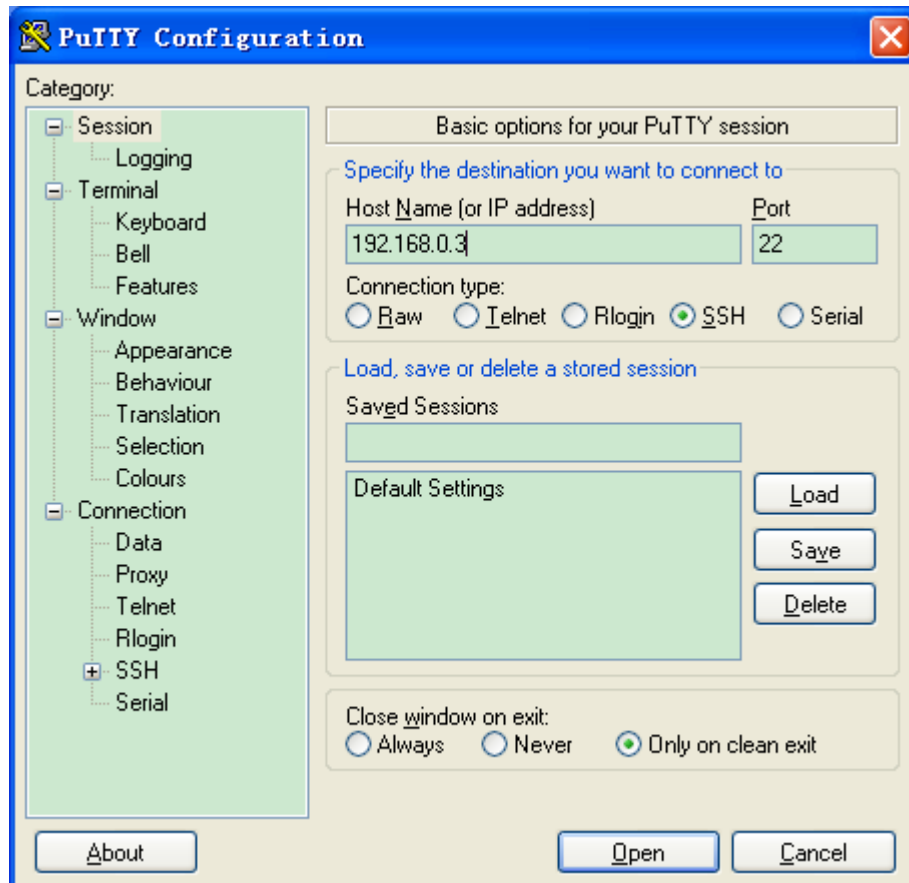 PuTTY Configuration
Category:
Session
Logging
Terminal
Keyboard
Bell
Features
Window
Appearance
Behaviour
Translation
Selection
Colours
Connection
Data
Proxy
Telnet
Rlogin
SSH
Serial
Basic options for your PuTTY session
Specify the destination you want to connect to
Host Name (or IP address) Port
192.168.0.3 22
Connection type:
Raw Telnet Rlogin SSH Serial
Load, save or delete a stored session
Saved Sessions
Default Settings
Load
Save
Delete
Close window on exit:
Always Never Only on clean exit
About Open Cancel